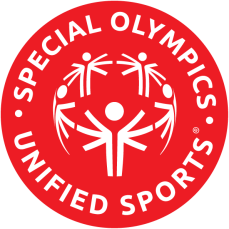 • SPECIAL OLYMPICS •
UNIFIED SPORTS®